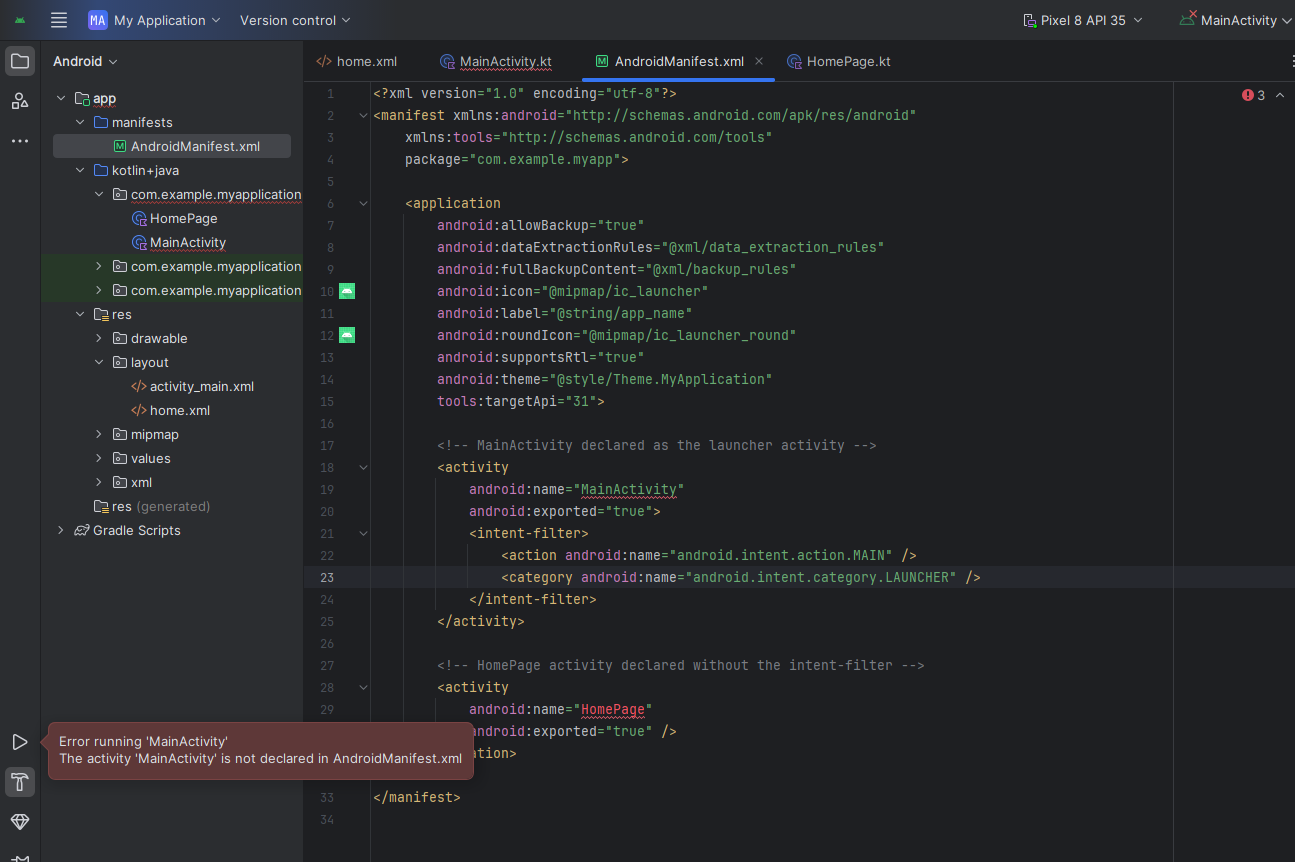 MA My Application Version control Pixel 8 API 35 MainActivity
Android
home.xml MainActivity.kt AndroidManifest.xml HomePage.kt
app
manifests
AndroidManifest.xml
kotlin+java
com.example.myapplication
HomePage
MainActivity
com.example.myapplication
com.example.myapplication
res
drawable
layout
activity_main.xml
home.xml
mipmap
values
xml
res (generated)
Gradle Scripts
3
1 <?xml version="1.0" encoding="utf-8"?>
2 <manifest xmlns:android="http://schemas.android.com/apk/res/android"
3 xmlns:tools="http://schemas.android.com/tools"
4 package="com.example.myapp">
5
6 <application
7 android:allowBackup="true"
8 android:dataExtractionRules="@xml/data_extraction_rules"
9 android:fullBackupContent="@xml/backup_rules"
10 android:icon="@mipmap/ic_launcher"
11 android:label="@string/app_name"
12 android:roundIcon="@mipmap/ic_launcher_round"
13 android:supportsRtl="true"
14 android:theme="@style/Theme.MyApplication"
15 tools:targetApi="31">
16
17 <!-- MainActivity declared as the launcher activity -->
18 <activity
19 android:name="MainActivity"
20 android:exported="true">
21 <intent-filter>
22 <action android:name="android.intent.action.MAIN" />
23 <category android:name="android.intent.category.LAUNCHER" />
24 </intent-filter>
25 </activity>
26
27 <!-- HomePage activity declared without the intent-filter -->
28 <activity
29 android:name="HomePage"
ndroid:exported="true" />
tion>
33 </manifest>
34
Error running 'MainActivity'
The activity 'MainActivity' is not declared in AndroidManifest.xml